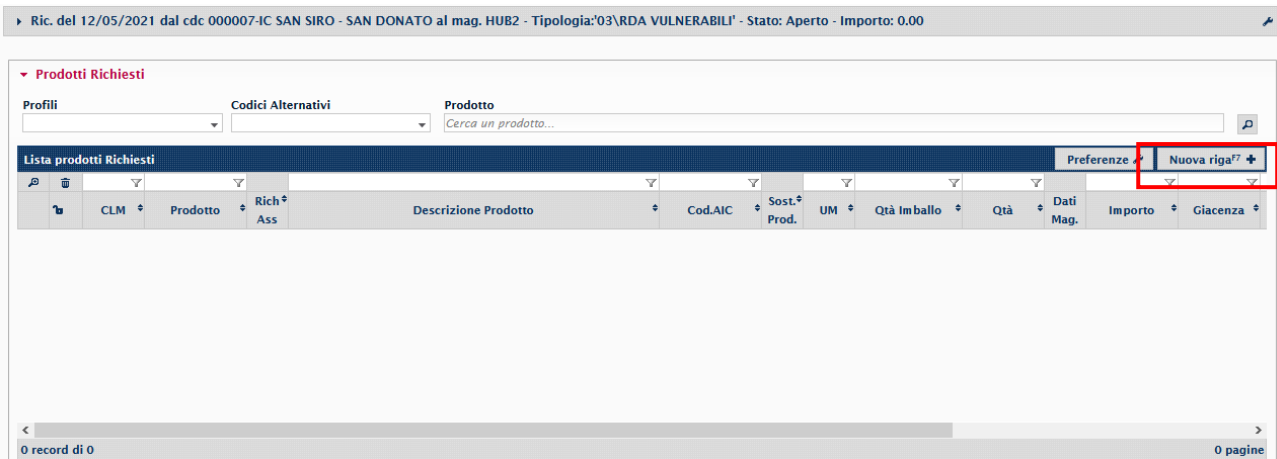 Ric. del 12/05/2021 dal cdc 000007-IC SAN SIRO - SAN DONATO al mag. HUB2 - Tipologia:'03\RDA VULNERABILI' - Stato: Aperto - Importo: 0.00
Prodotti Richiesti
Profili Codici Alternativi Prodotto
Cerca un prodotto...
Lista prodotti Richiesti Preferenze Nuova riga F7
CLM Prodotto Rich Ass Descrizione Prodotto Cod.AIC Sost. Prod. UM Qtà Imballo Qtà Dati Mag. Importo Giacenza
0 record di 0 0 pagine